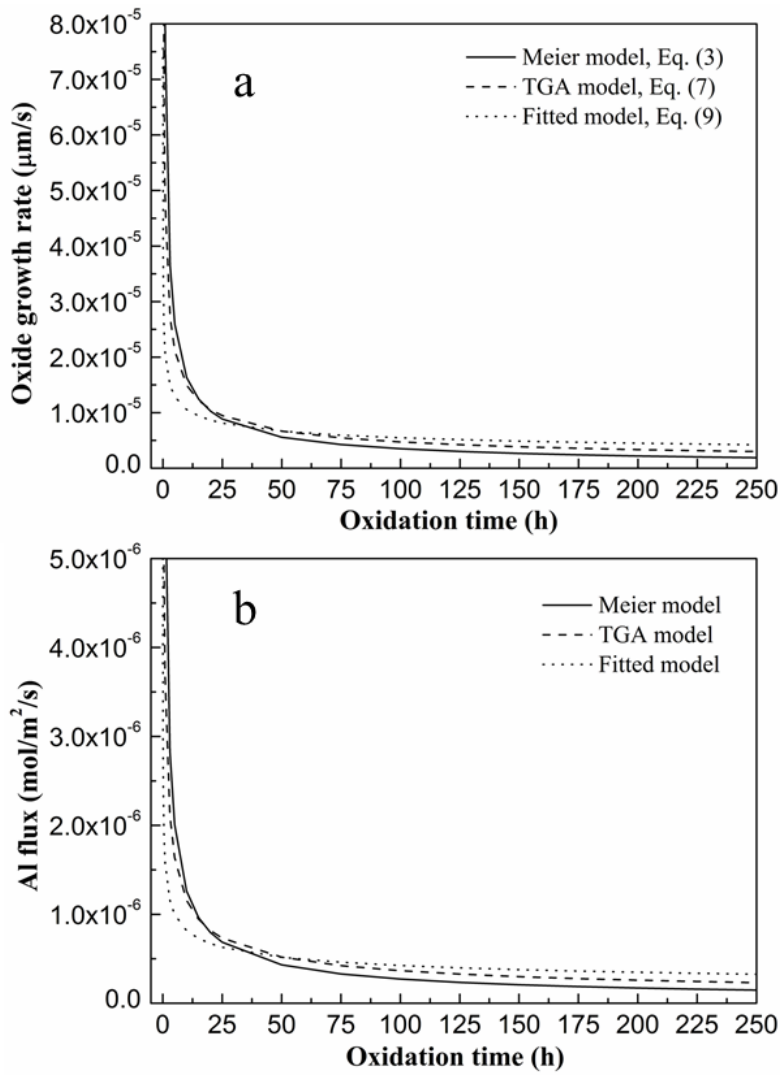 a
Meier model, Eq. (3)
TGA model, Eq. (7)
Fitted model, Eq. (9)
Oxide growth rate (μm/s)
8.0x10⁻⁵
7.0x10⁻⁵
6.0x10⁻⁵
5.0x10⁻⁵
4.0x10⁻⁵
3.0x10⁻⁵
2.0x10⁻⁵
1.0x10⁻⁵
0.0
0 25 50 75 100 125 150 175 200 225 250
Oxidation time (h)
b
Meier model
TGA model
Fitted model
Al flux (mol/m²/s)
5.0x10⁻⁶
4.0x10⁻⁶
3.0x10⁻⁶
2.0x10⁻⁶
1.0x10⁻⁶
0.0
0 25 50 75 100 125 150 175 200 225 250
Oxidation time (h)